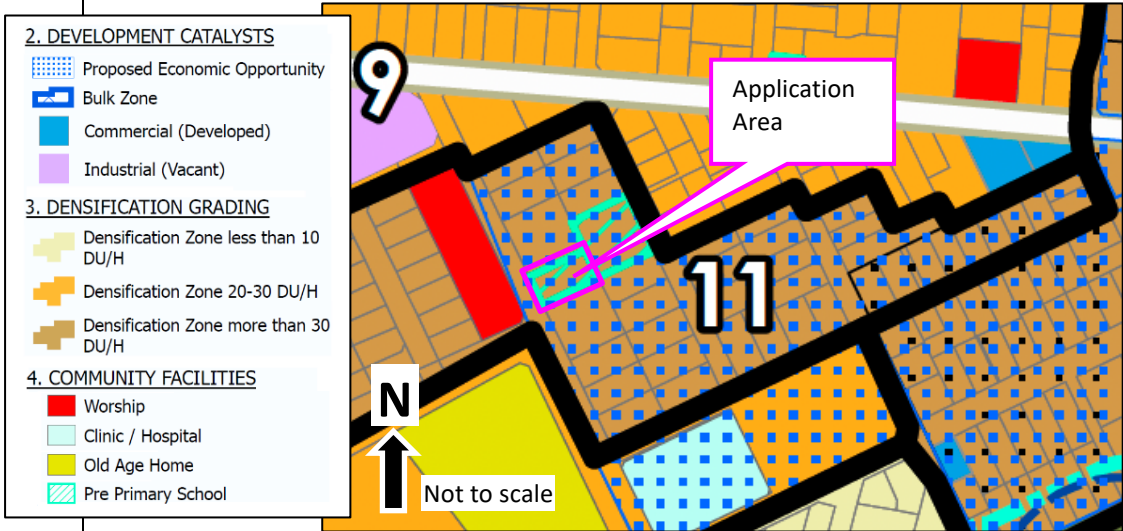 2. DEVELOPMENT CATALYSTS
Proposed Economic Opportunity
Bulk Zone
Commercial (Developed)
Industrial (Vacant)
3. DENSIFICATION GRADING
Densification Zone less than 10
DU/H
Densification Zone 20-30 DU/H
Densification Zone more than 30
DU/H
4. COMMUNITY FACILITIES
Worship
Clinic / Hospital
Old Age Home
Pre Primary School
9
Application
Area
11
N
Not to scale